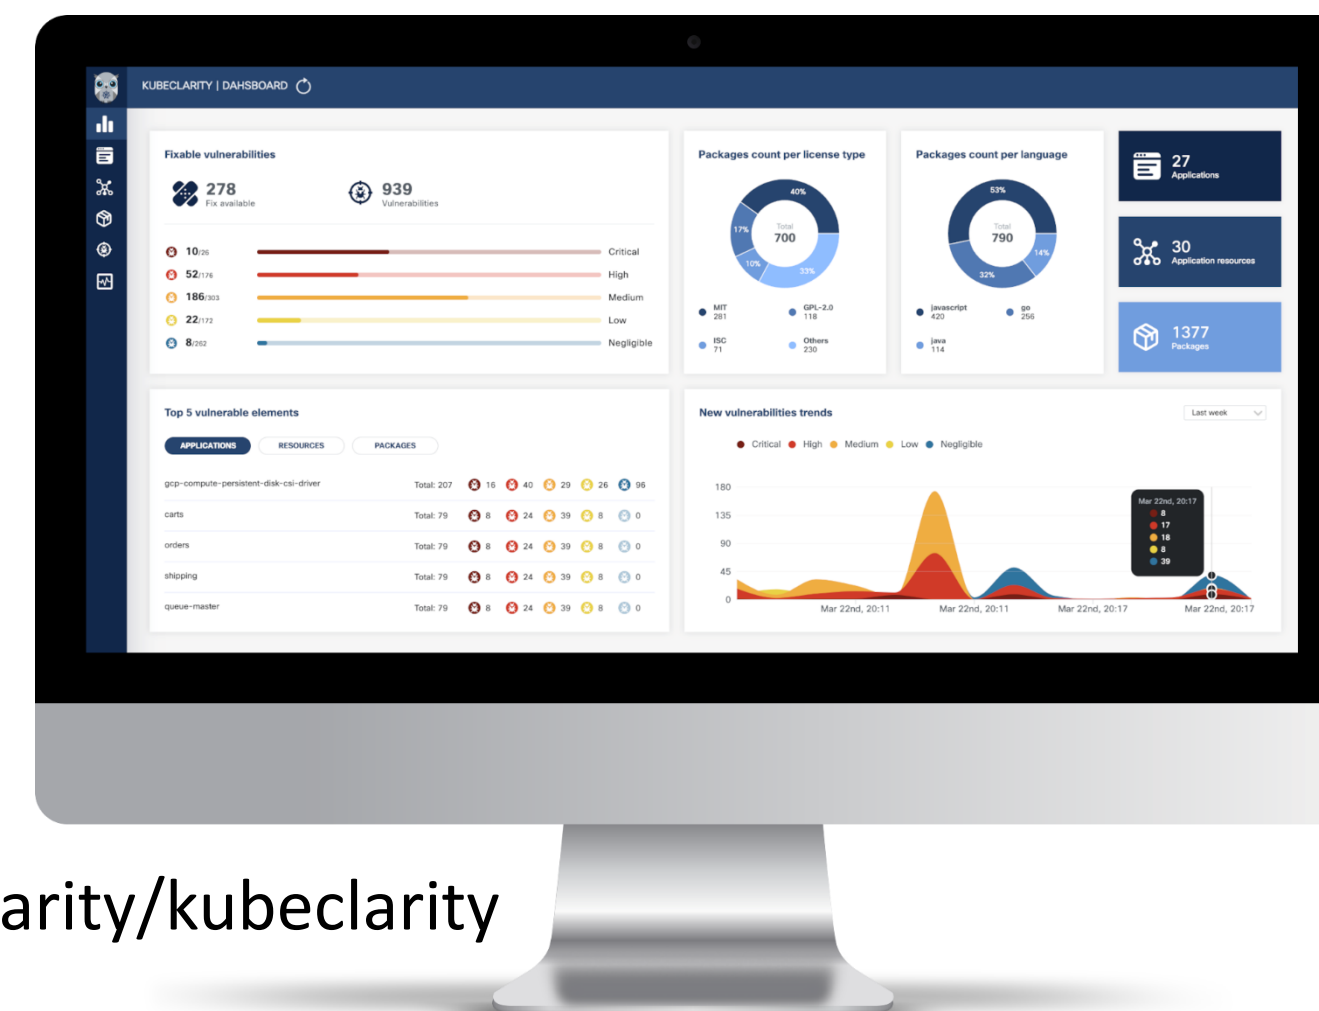 KUBECLARITY | DAHSBOARD
Fixable vulnerabilities
278
Fix available
939
Vulnerabilities
10/26 Critical
52/176 High
186/303 Medium
22/172 Low
8/262 Negligible
Packages count per license type
40%
17%
10%
33%
Total
700
MIT
281
GPL-2.0
118
ISC
71
Others
230
Packages count per language
53%
14%
32%
Total
790
javascript
420
go
256
java
114
27
Applications
30
Application resources
1377
Packages
Top 5 vulnerable elements
APPLICATIONS RESOURCES PACKAGES
gcp-compute-persistent-disk-csi-driver Total: 207 16 40 29 26 96
carts Total: 79 8 24 39 8 0
orders Total: 79 8 24 39 8 0
shipping Total: 79 8 24 39 8 0
queue-master Total: 79 8 24 39 8 0
New vulnerabilities trends
Last week
Critical High Medium Low Negligible
180
135
90
45
0
Mar 22nd, 20:17
8
17
18
8
39
Mar 22nd, 20:11 Mar 22nd, 20:11 Mar 22nd, 20:17 Mar 22nd, 20:17
arity/kubeclarity